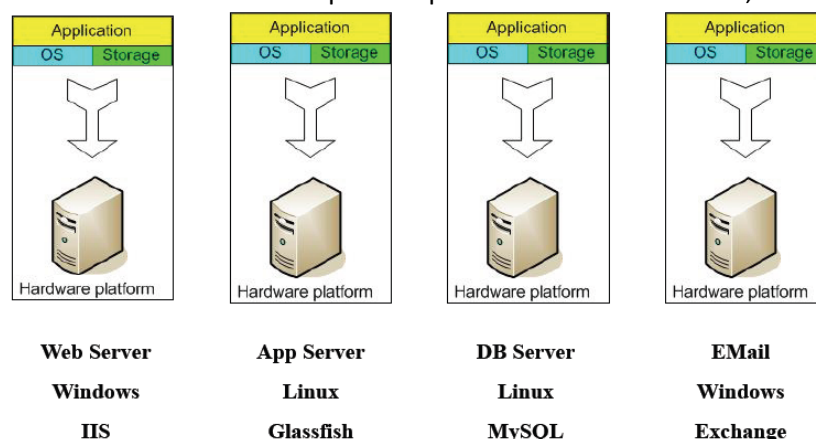 Application Application Application Application
OS Storage OS Storage OS Storage OS Storage
Hardware platform Hardware platform Hardware platform Hardware platform
Web Server App Server DB Server EMail
Windows Linux Linux Windows
IIS Glassfish MySQL Exchange